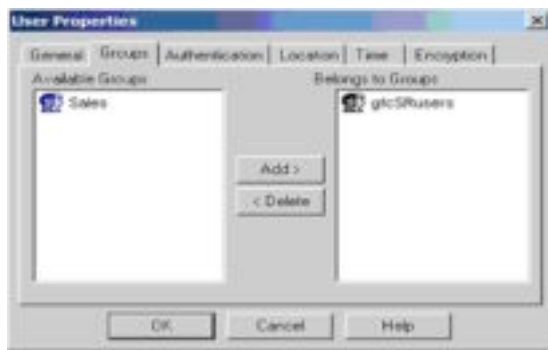 User Properties
General Groups Authentication Location Time Encryption
Available Groups Belongs to Groups
Sales gtcSRusers
Add >
< Delete
OK Cancel Help